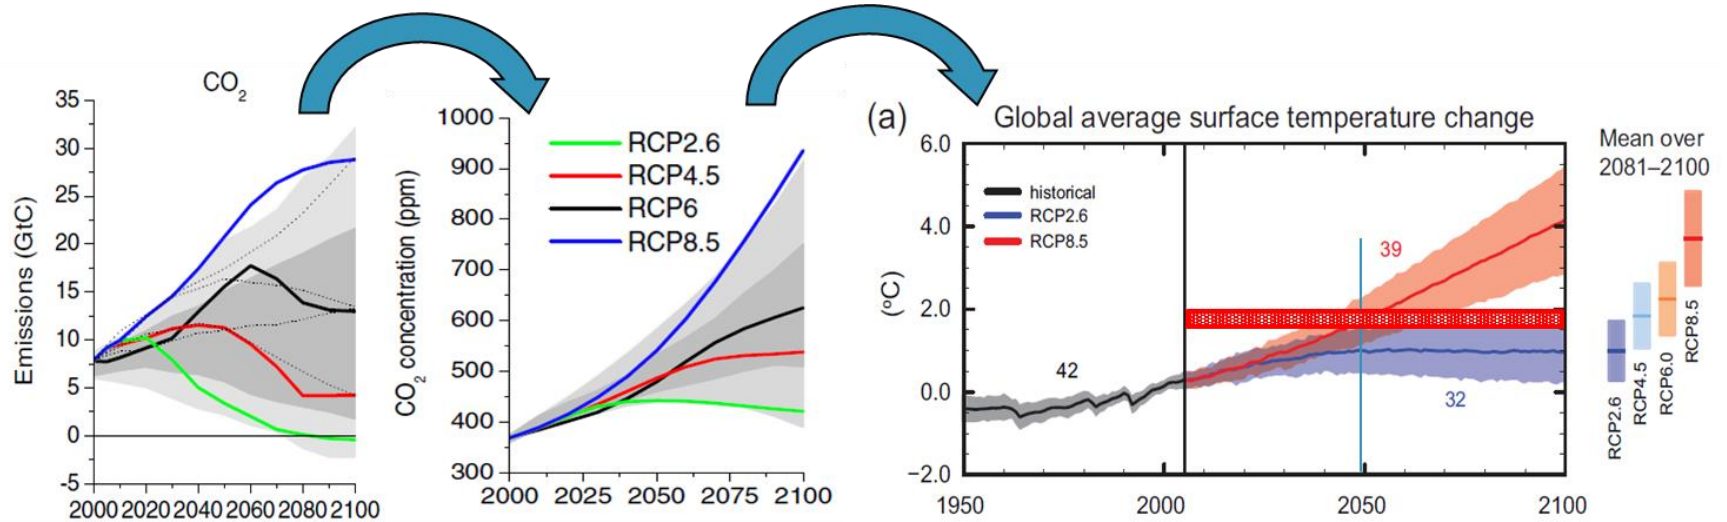 CO2
Emissions (GtC)
35
30
25
20
15
10
5
0
-5
2000 2020 2040 2060 2080 2100
CO2 concentration (ppm)
1000
900
800
700
600
500
400
300
RCP2.6
RCP4.5
RCP6
RCP8.5
2000 2025 2050 2075 2100
(a)
Global average surface temperature change
(oC)
6.0
4.0
2.0
0.0
−2.0
historical
RCP2.6
RCP8.5
42
39
32
1950 2000 2050 2100
Mean over
2081–2100
RCP2.6
RCP4.5
RCP6.0
RCP8.5